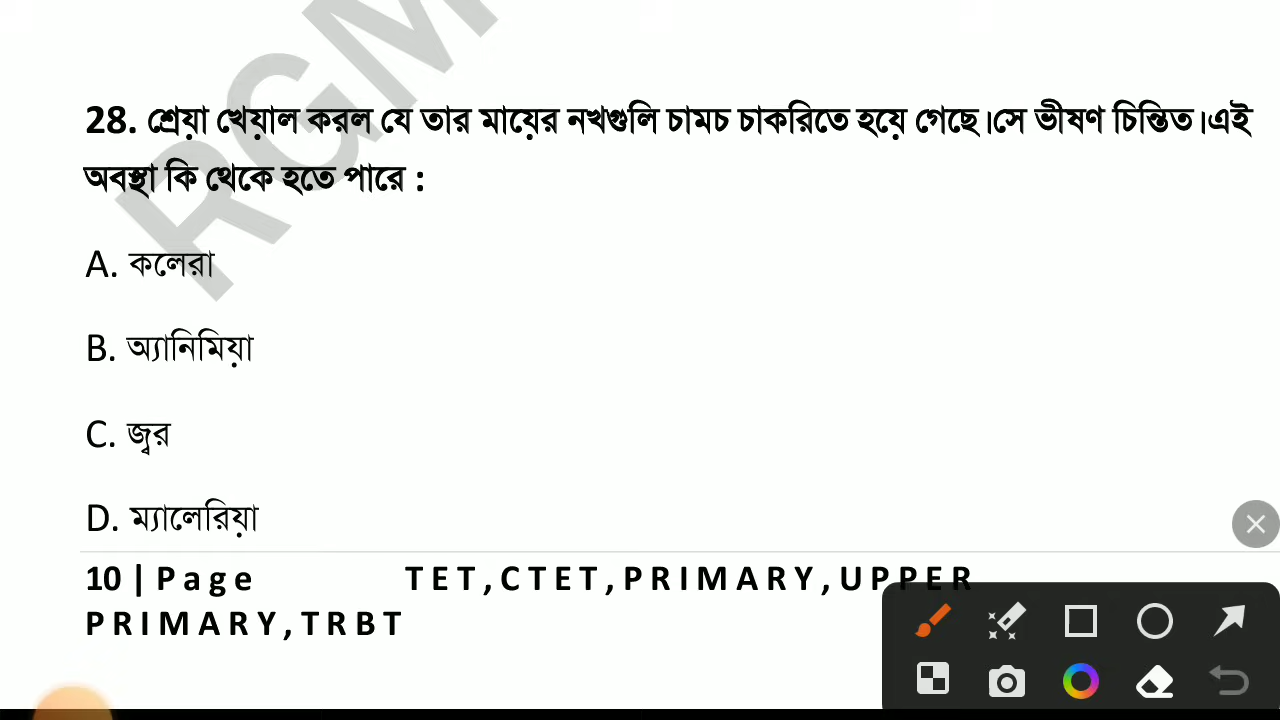 28. শ্রেয়া খেয়াল করল যে তার মায়ের নখগুলি চামচ চাকরিতে হয়ে গেছে।সে ভীষণ চিন্তিত।এই
অবস্থা কি থেকে হতে পারে :
A. কলেরা
B. অ্যানিমিয়া
C. জ্বর
D. ম্যালেরিয়া
10 | Page TET,CTET,PRIMARY,UPPER
PRIMARY,TRBT
RGM